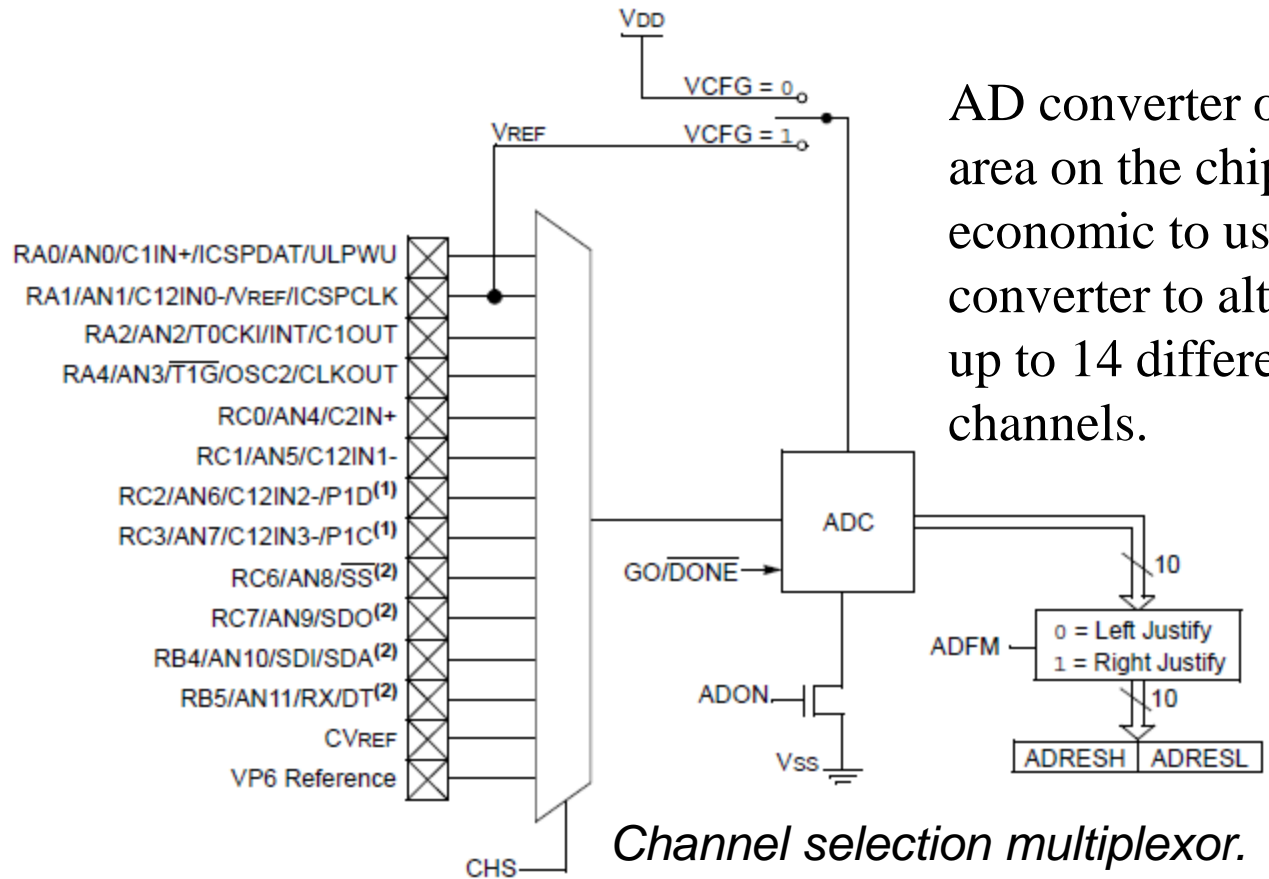 VDD
VCFG = 0
VREF
VCFG = 1
AD converter
area on the chip
economic to us
converter to alt
up to 14 differe
channels.
RA0/AN0/C1IN+/ICSPDAT/ULPWU
RA1/AN1/C12IN0-/VREF/ICSPCLK
RA2/AN2/T0CKI/INT/C1OUT
RA4/AN3/T1G/OSC2/CLKOUT
RC0/AN4/C2IN+
RC1/AN5/C12IN1-
RC2/AN6/C12IN2-/P1D(1)
RC3/AN7/C12IN3-/P1C(1)
RC6/AN8/SS(2)
RC7/AN9/SDO(2)
RB4/AN10/SDI/SDA(2)
RB5/AN11/RX/DT(2)
CVREF
VP6 Reference
CHS
ADC
GO/DONE
ADON
VSS
10
ADFM
0 = Left Justify
1 = Right Justify
10
ADRESH ADRESL
Channel selection multiplexor.